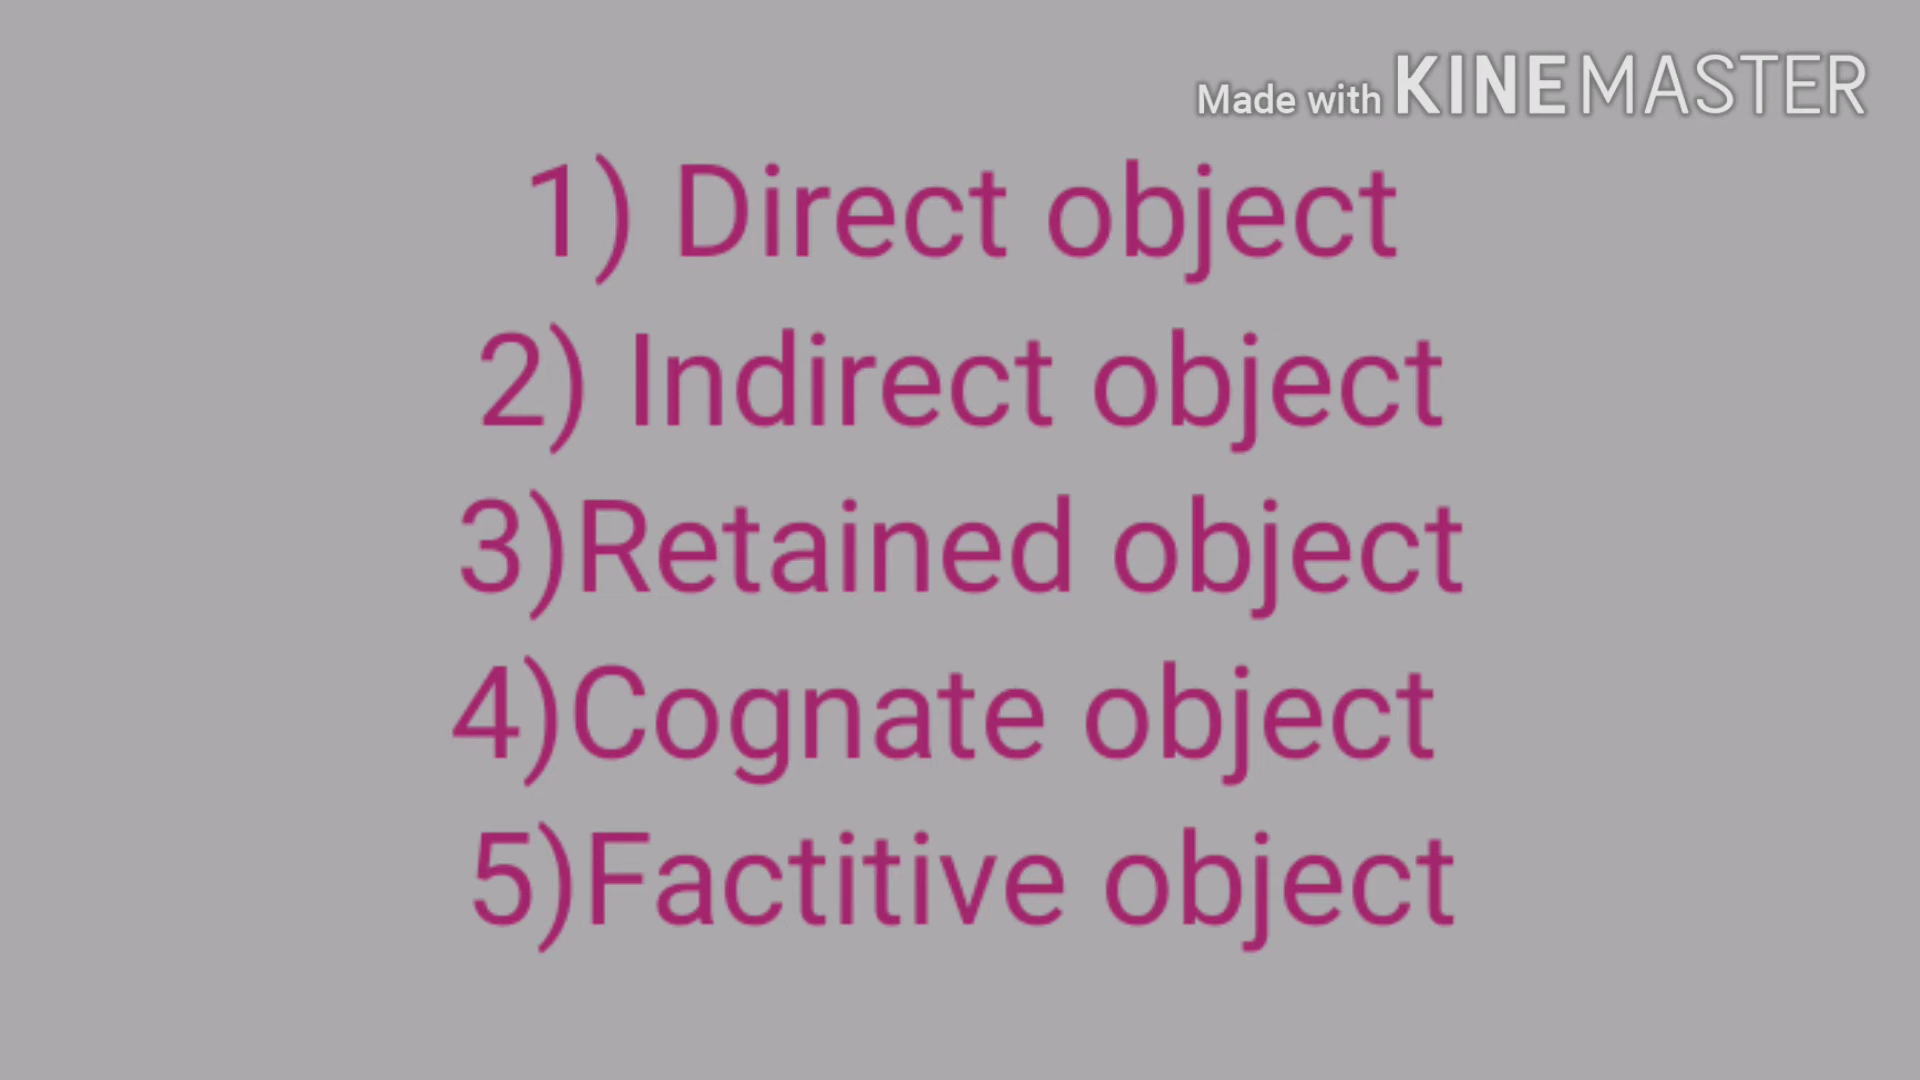 Made with KINEMASTER
1) Direct object
2) Indirect object
3)Retained object
4)Cognate object
5)Factitive object